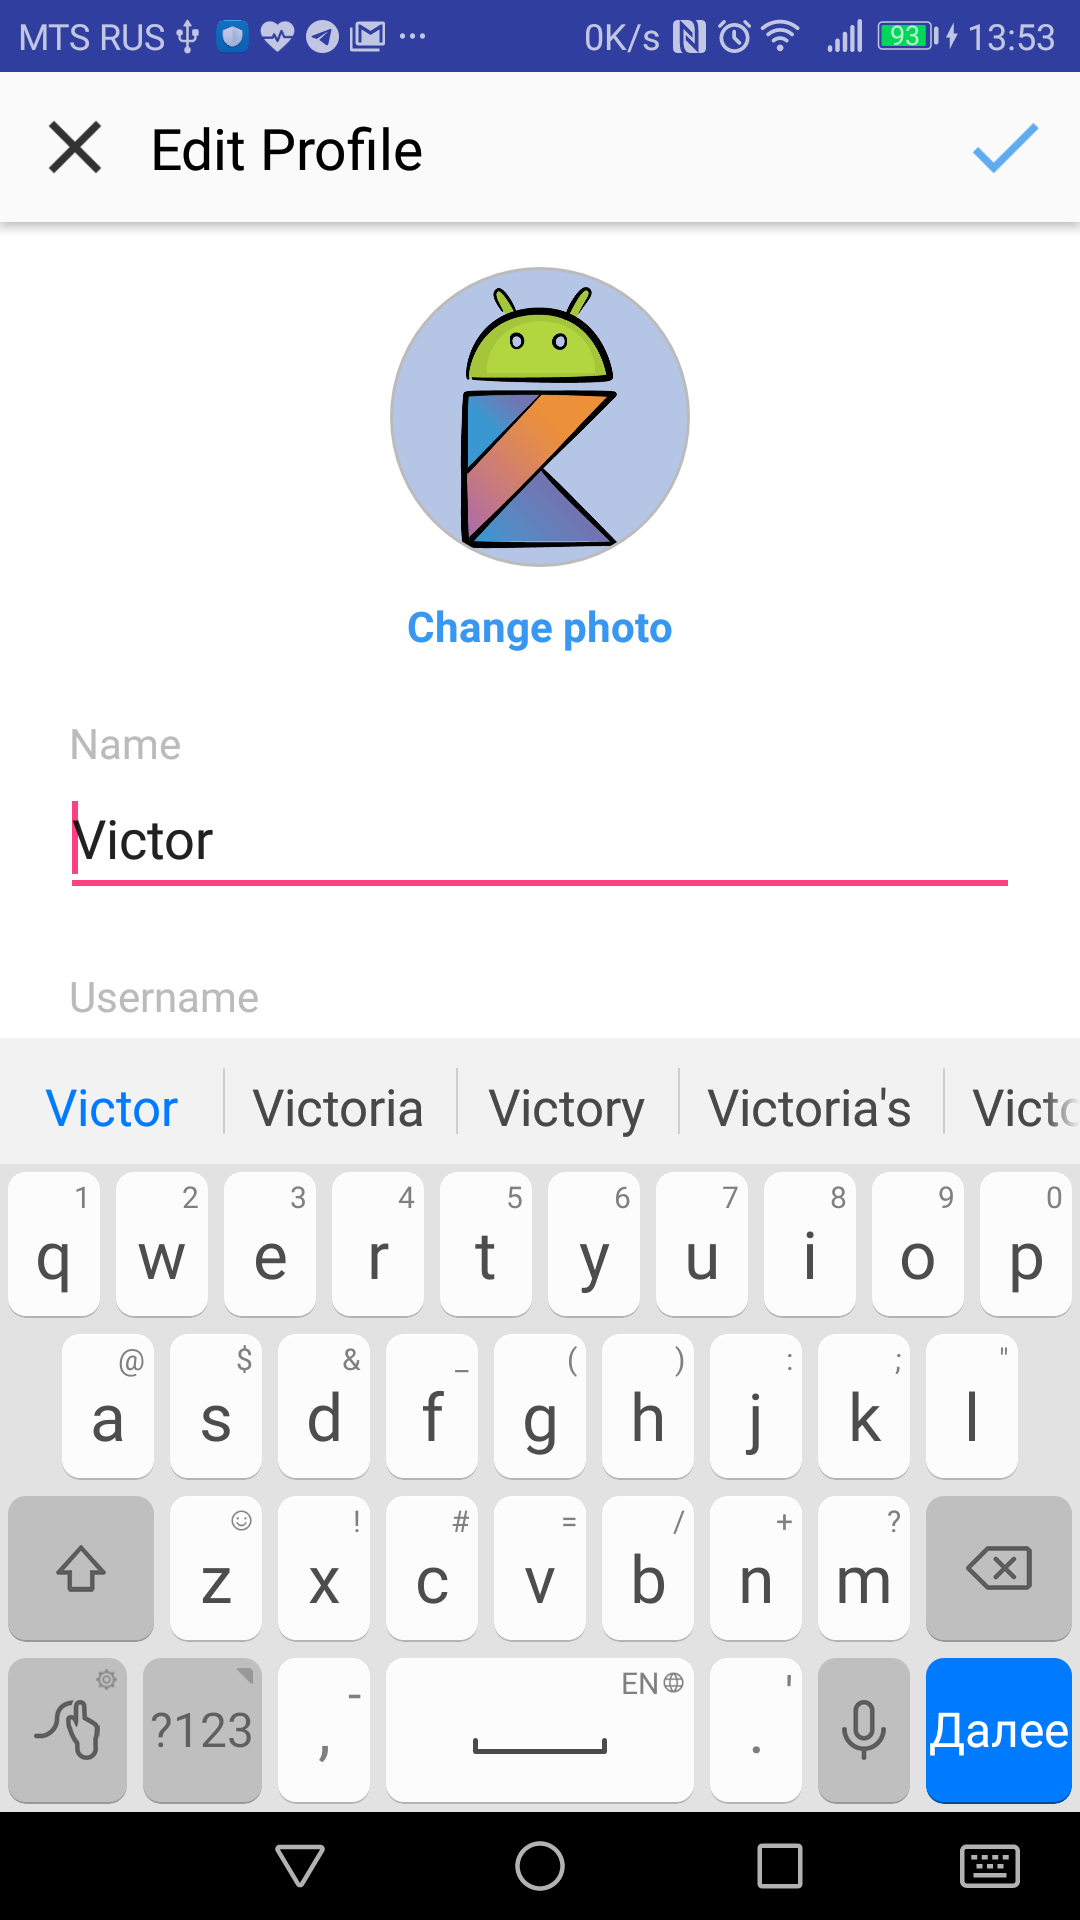 MTS RUS ... 0K/s 93 13:53
Edit Profile
Change photo
Name
Victor
Username
Victor Victoria Victory Victoria's Victo
1 2 3 4 5 6 7 8 9 0
q w e r t y u i o p
@ $ & _ ( ) : ; "
a s d f g h j k l
! # = / + ?
z x c v b n m
- EN '
?123 , . Далее